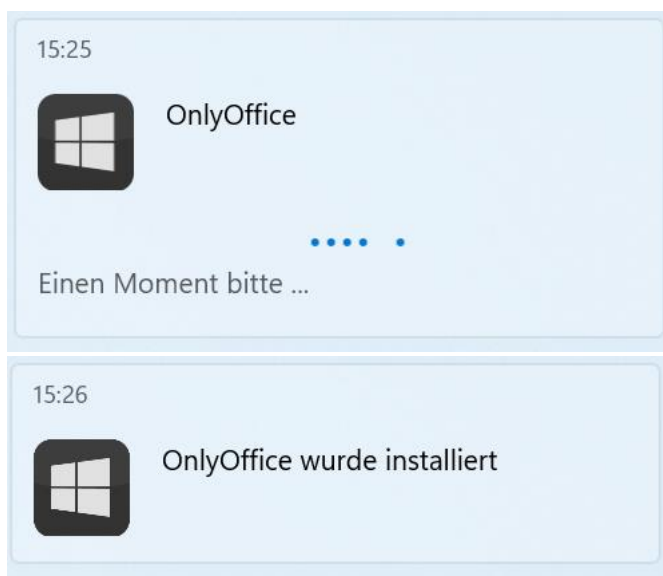 15:25
OnlyOffice
Einen Moment bitte ...
15:26
OnlyOffice wurde installiert